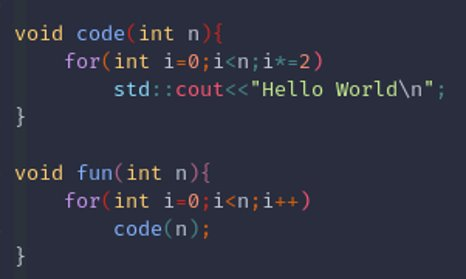 void code(int n){
    for(int i=0;i<n;i*=2)
        std::cout<<"Hello World\n";
}

void fun(int n){
    for(int i=0;i<n;i++)
        code(n);
}